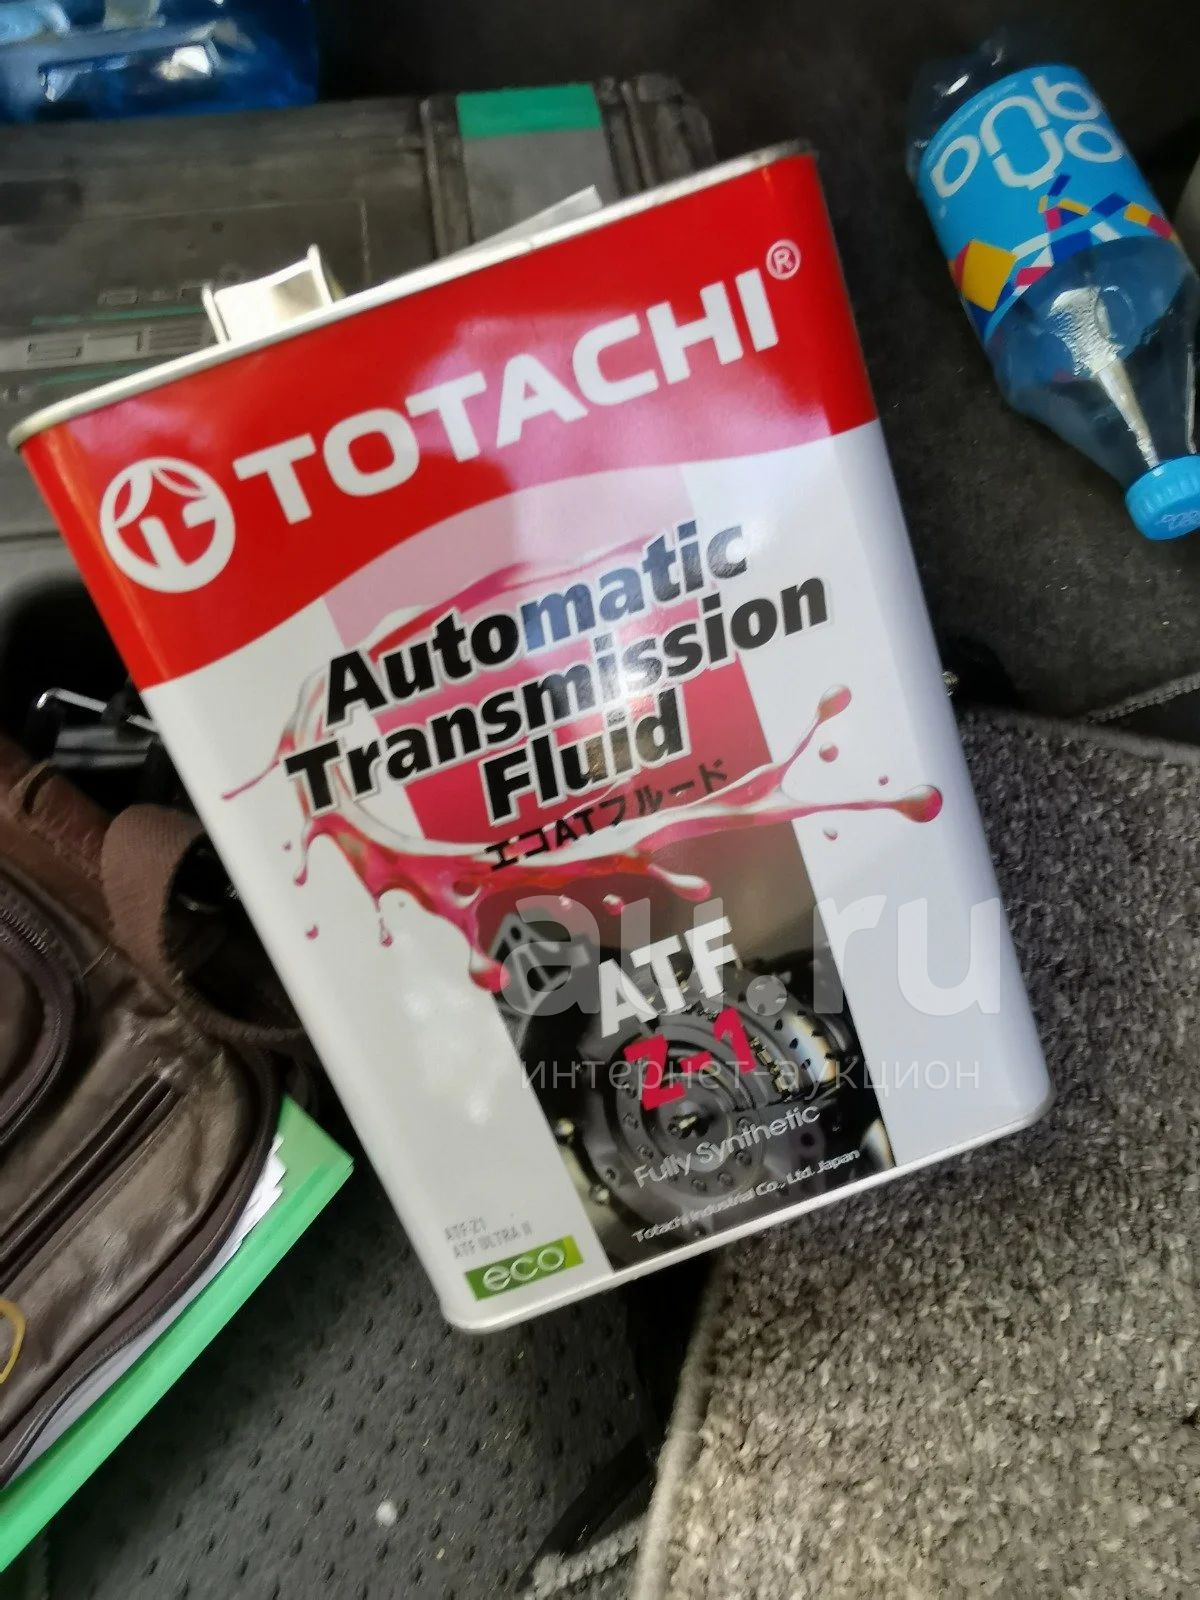 TOTACHI®
Automatic
Transmission
Fluid
エコATフルード
ATF
Z-1
Fully Synthetic
Totachi Industrial Co., Ltd. Japan
ATF-Z1
ATF ULTRA II
eco
au.ru
интернет-аукцион